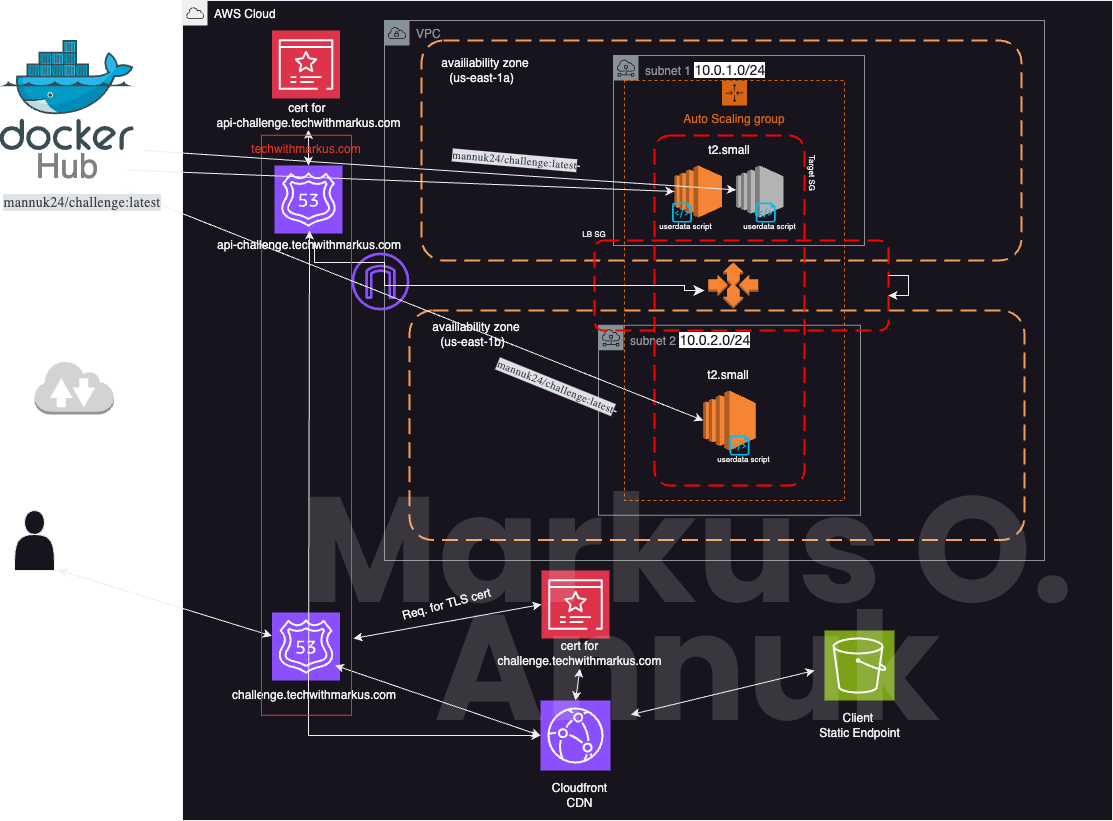 AWS Cloud
VPC
availiability zone
(us-east-1a)
subnet 1 10.0.1.0/24
Auto Scaling group
t2.small
Target SG
userdata script
userdata script
LB SG
docker
Hub
mannuk24/challenge:latest
mannuk24/challenge:latest
cert for
api-challenge.techwithmarkus.com
techwithmarkus.com
53
api-challenge.techwithmarkus.com
availiability zone
(us-east-1b)
subnet 2 10.0.2.0/24
t2.small
mannuk24/challenge:latest
</>
userdata script
Markus O.
Annuk
Req. for TLS cert
53
challenge.techwithmarkus.com
cert for
challenge.techwithmarkus.com
Cloudfront
CDN
Client
Static Endpoint